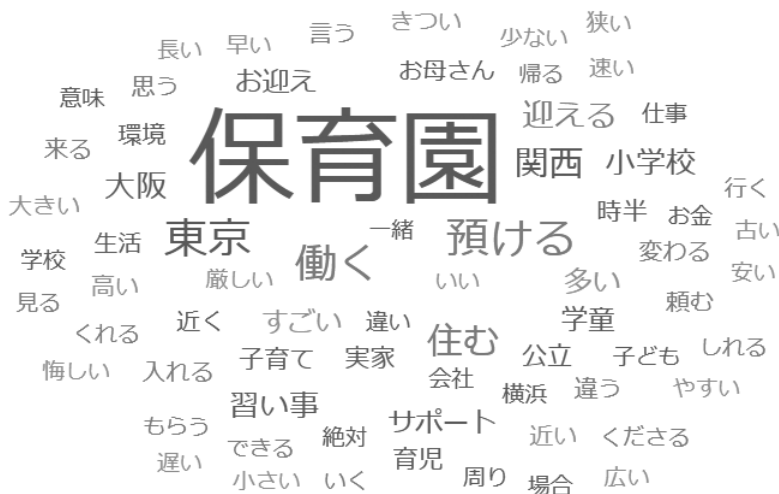 長い 早い 言う きつい 少ない 狭い
意味 思う お迎え お母さん 帰る 速い
来る 環境 保育園 迎える 仕事
大きい 大阪 関西 小学校 行く
学校 生活 東京 働く 一緒 預ける 時半 お金 古い
見る 高い 厳しい いい 多い 変わる 安い
くれる 近く すごい 違い 住む 学童 頼む
悔しい 入れる 子育て 実家 会社 公立 子ども しれる
もらう 習い事 サポート 横浜 違う やすい
遅い できる 絶対 育児 近い くださる
小さい いく 周り 場合 広い